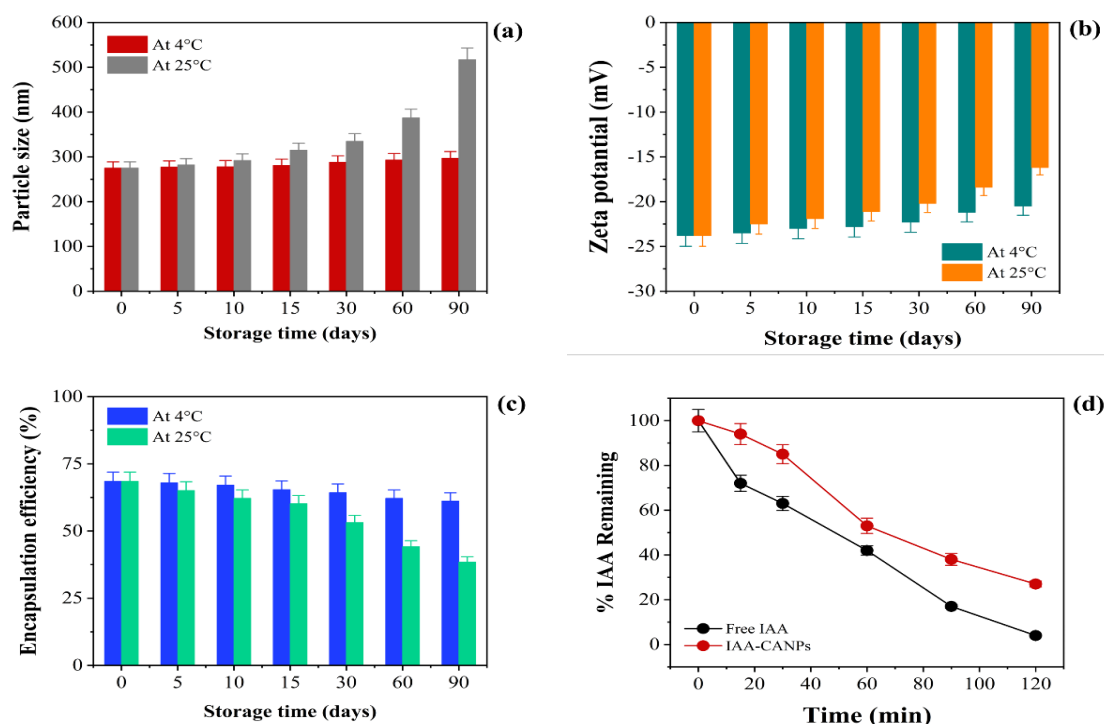 (a)
At 4°C
At 25°C
Particle size (nm)
600
500
400
300
200
100
0
0 5 10 15 30 60 90
Storage time (days)
(b)
Zeta potantial (mV)
0
-5
-10
-15
-20
-25
-30
At 4°C
At 25°C
0 5 10 15 30 60 90
Storage time (days)
(c)
At 4°C
At 25°C
Encapsulation efficiency (%)
100
75
50
25
0
0 5 10 15 30 60 90
Storage time (days)
(d)
% IAA Remaining
100
80
60
40
20
0
Free IAA
IAA-CANPs
0 20 40 60 80 100 120
Time (min)